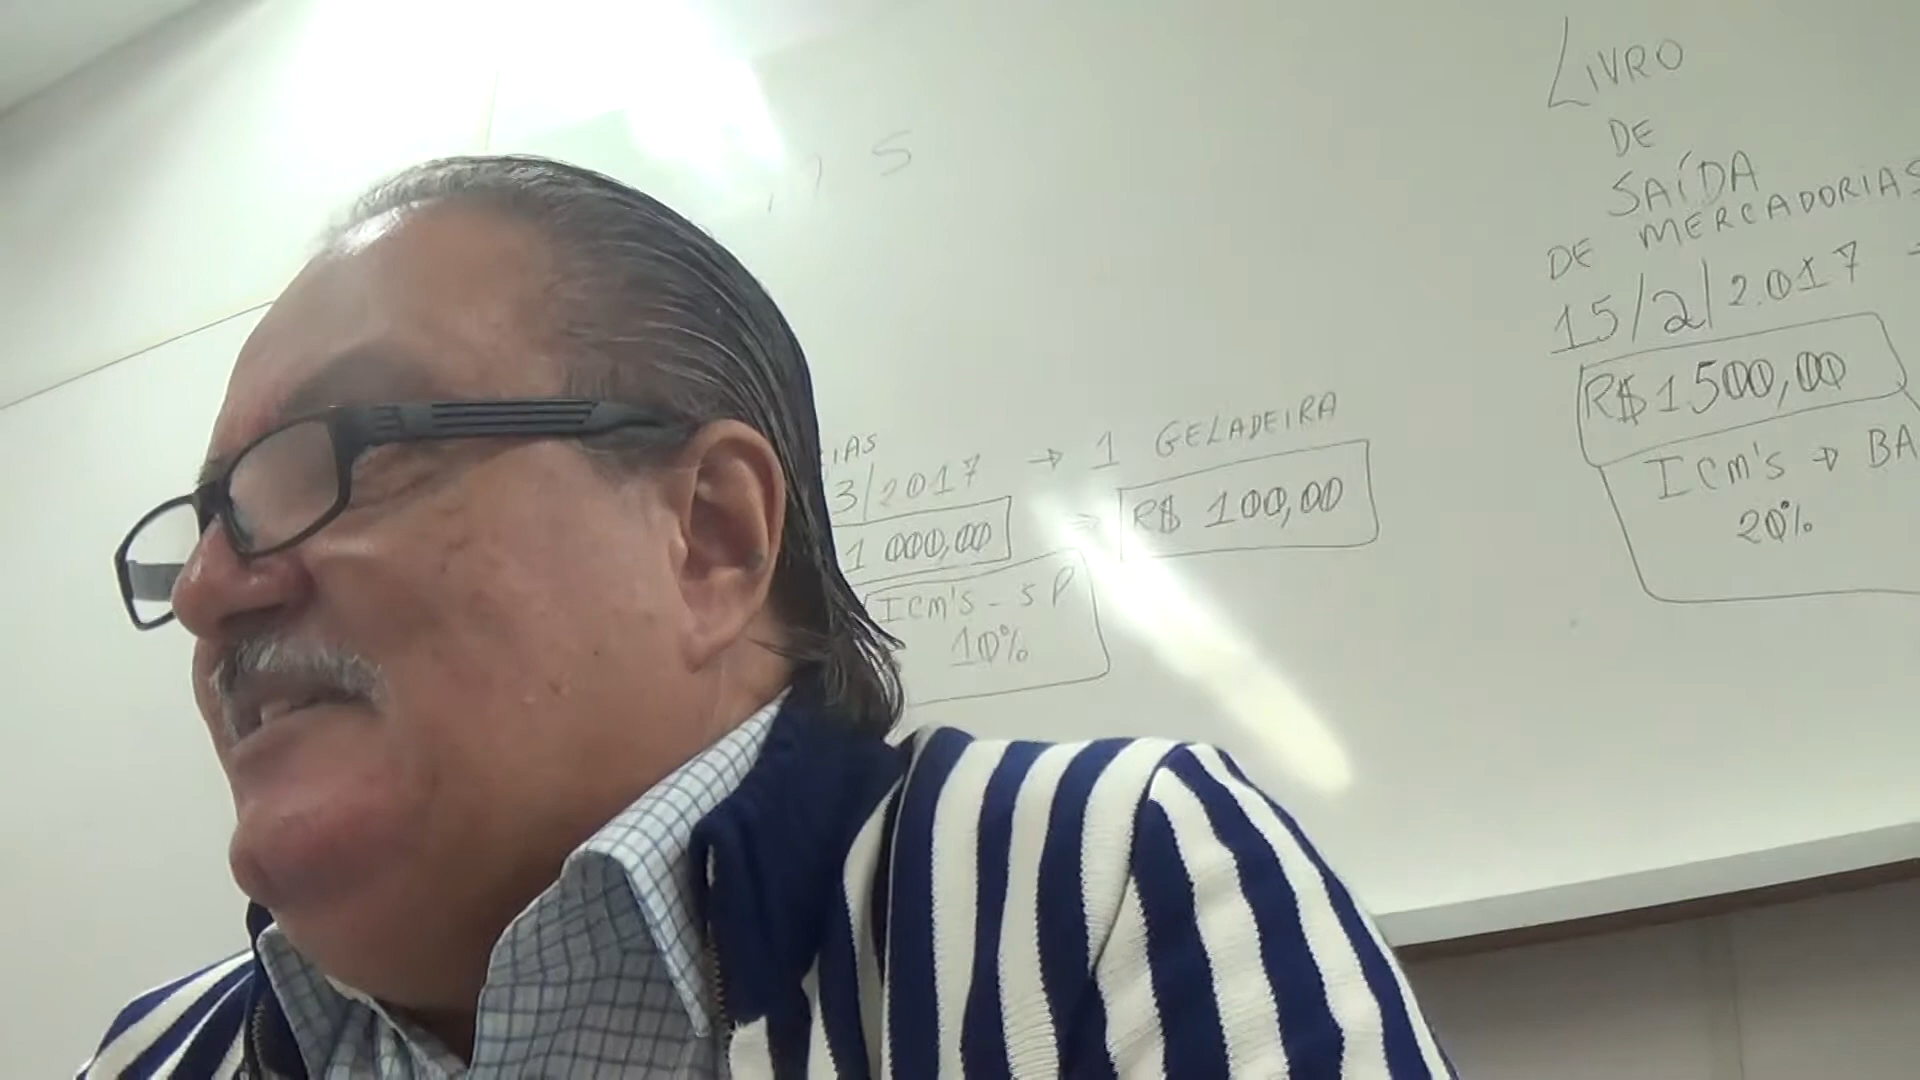 S
IAS
3/2017 → 1 GELADEIRA
1 000,00 → R$ 100,00
ICM'S - SP
10%
LIVRO
DE
SAÍDA
DE MERCADORIAS
15/2/2.017 →
R$ 1500,00
ICM'S → BA
20%